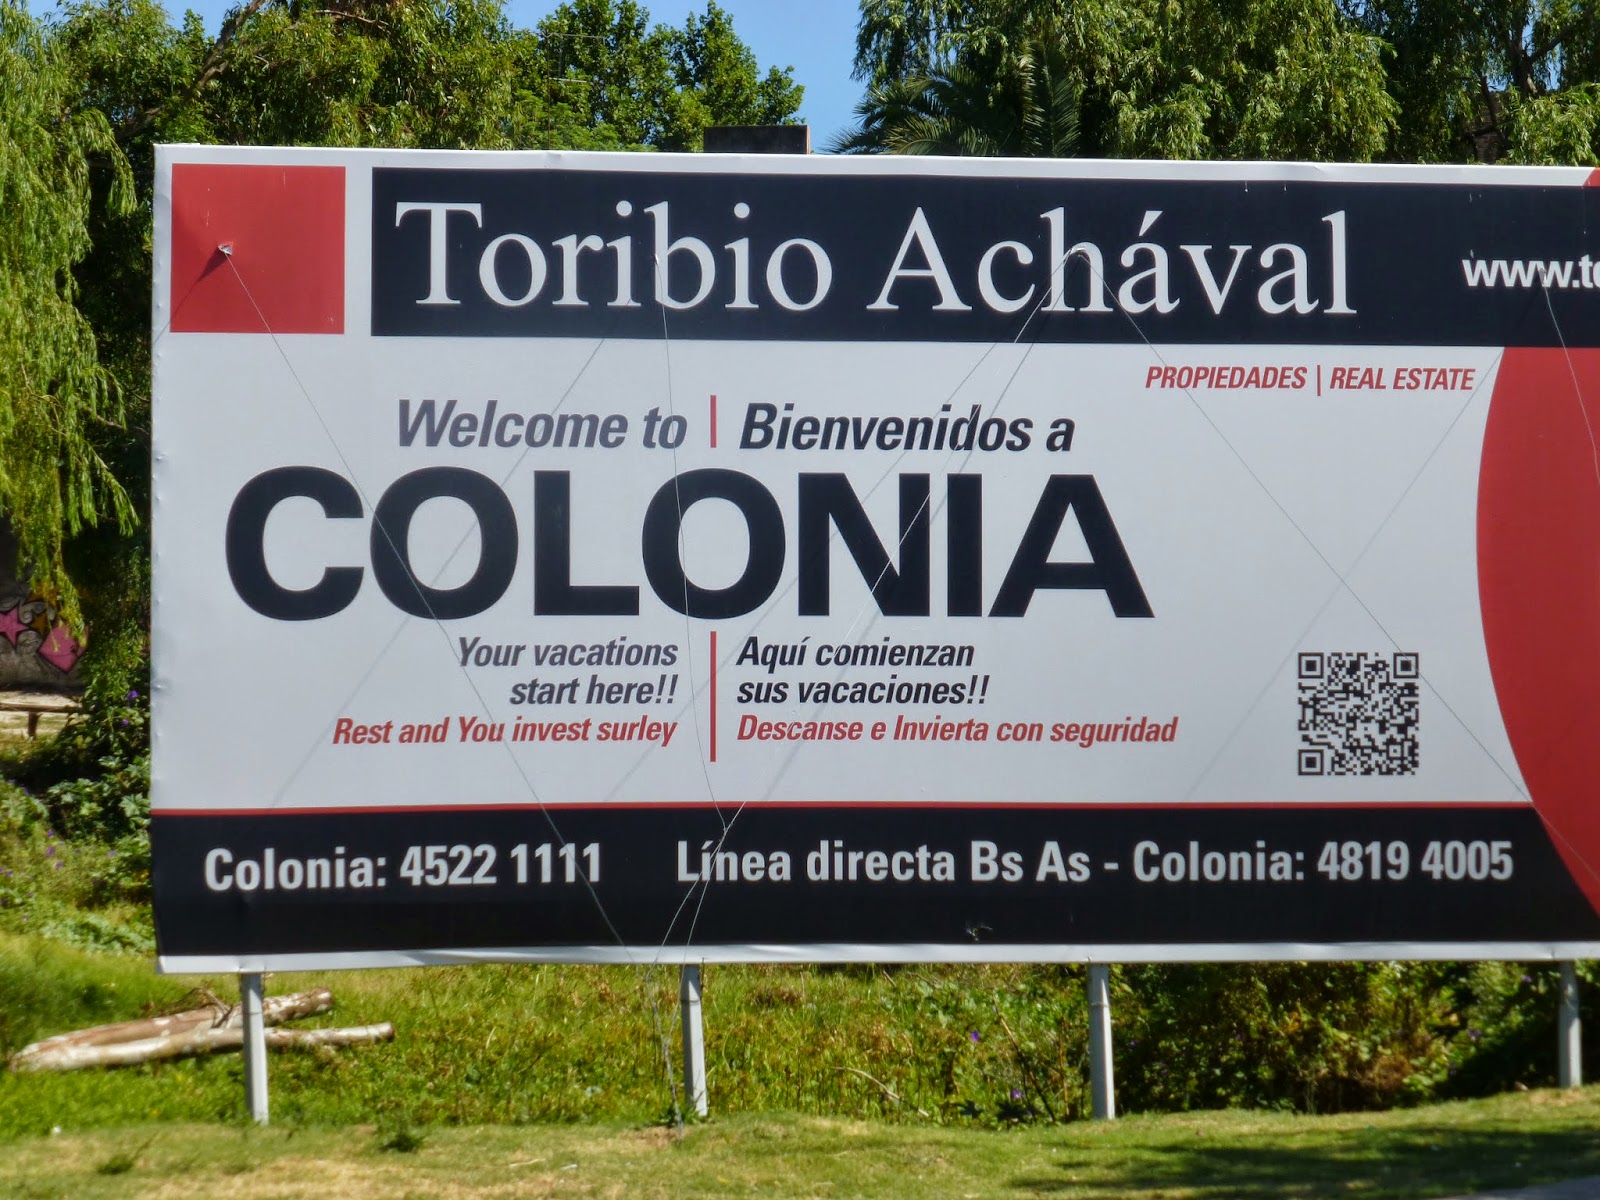 Toribio Achával
PROPIEDADES | REAL ESTATE
Welcome to | Bienvenidos a
COLONIA
Your vacations
start here!!
Rest and You invest surley
Aquí comienzan
sus vacaciones!!
Descanse e Invierta con seguridad
Colonia: 4522 1111
Línea directa Bs As - Colonia: 4819 4005